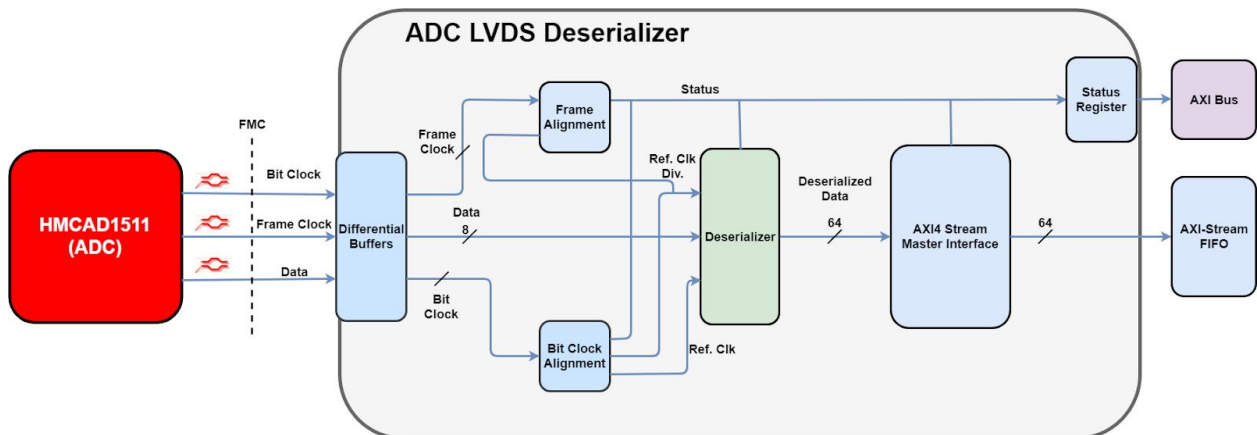 ADC LVDS Deserializer
FMC
HMCAD1511
(ADC)
Bit Clock
Frame Clock
Data
Differential
Buffers
Frame
Clock
Data
8
Bit
Clock
Frame
Alignment
Status
Ref. Clk
Div.
Bit Clock
Alignment
Ref. Clk
Deserializer
Deserialized
Data
64
AXI4 Stream
Master Interface
64
Status
Register
AXI Bus
AXI-Stream
FIFO